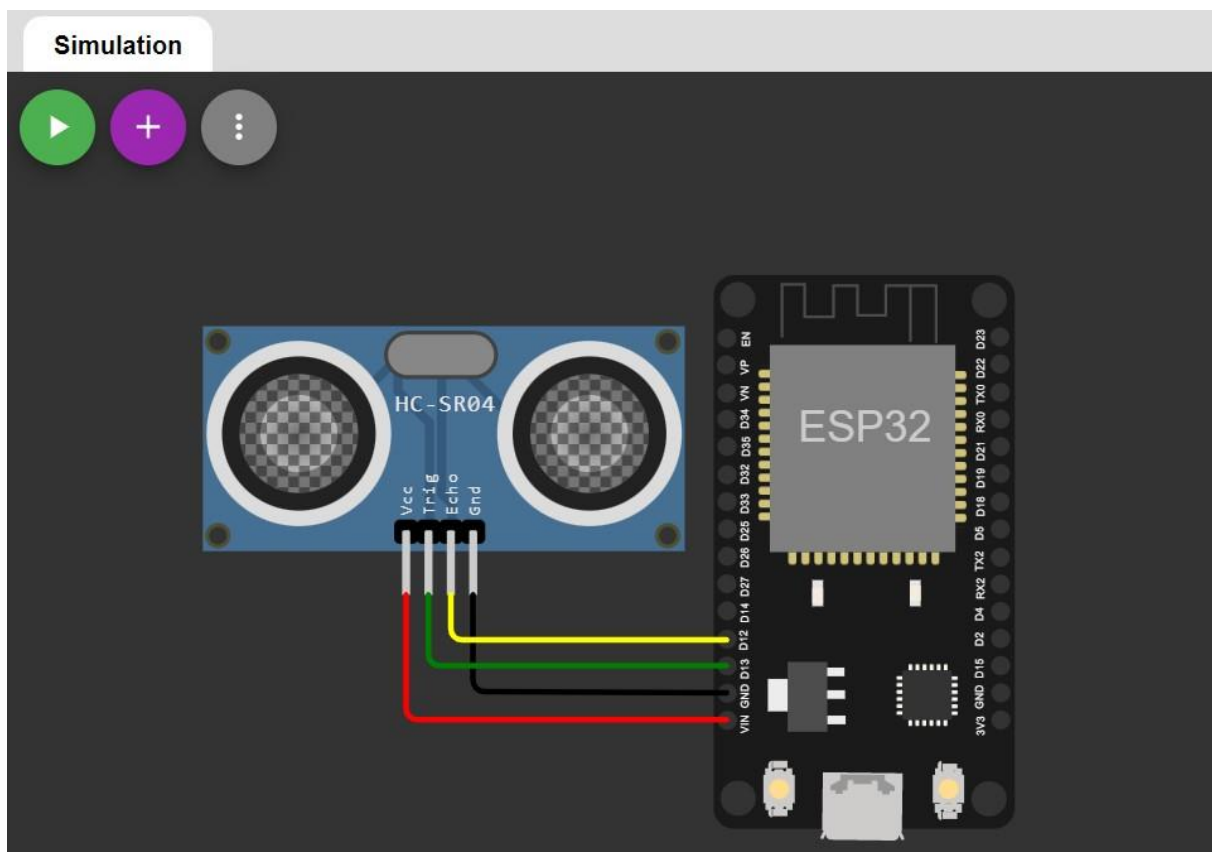 Simulation
HC-SR04
Vcc
Trig
Echo
Gnd
ESP32
EN
VP
VN
D34
D35
D32
D33
D25
D26
D27
D14
D12
D13
GND
VIN
D23
D22
TX0
RX0
D21
D19
D18
D5
TX2
RX2
D4
D2
D15
GND
3V3